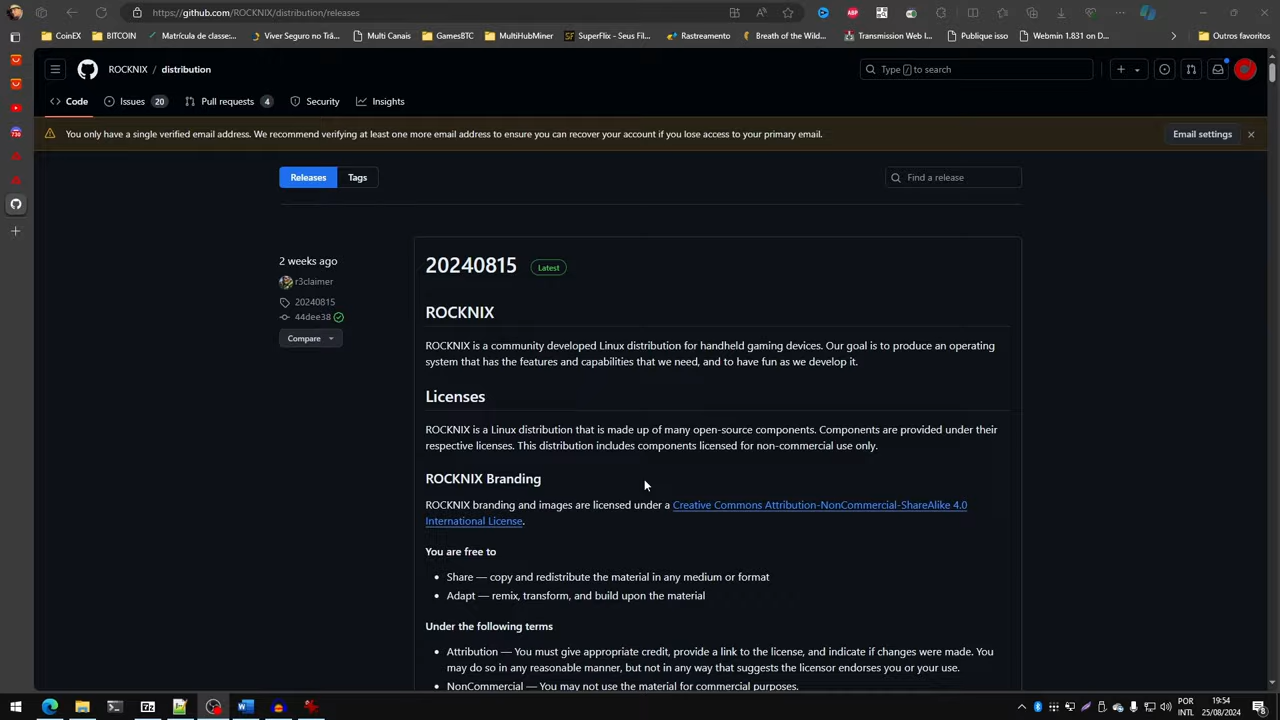 https://github.com/ROCKNIX/distribution/releases
CoinEX
BITCOIN
Matrícula de classe:...
Viver Seguro no Trâ...
Multi Canais
GamesBTC
MultiHubMiner
SuperFlix - Seus Fil...
Rastreamento
Breath of the Wild...
Transmission Web I...
Publique isso
Webmin 1.831 on D...
Outros favoritos
ROCKNIX / distribution
Type / to search
Code
Issues 20
Pull requests 4
Security
Insights
You only have a single verified email address. We recommend verifying at least one more email address to ensure you can recover your account if you lose access to your primary email.
Email settings
Releases
Tags
Find a release
2 weeks ago
r3claimer
20240815
44dee38
Compare
20240815 Latest
ROCKNIX
ROCKNIX is a community developed Linux distribution for handheld gaming devices. Our goal is to produce an operating
system that has the features and capabilities that we need, and to have fun as we develop it.
Licenses
ROCKNIX is a Linux distribution that is made up of many open-source components. Components are provided under their
respective licenses. This distribution includes components licensed for non-commercial use only.
ROCKNIX Branding
ROCKNIX branding and images are licensed under a Creative Commons Attribution-NonCommercial-ShareAlike 4.0
International License.
You are free to
Share — copy and redistribute the material in any medium or format
Adapt — remix, transform, and build upon the material
Under the following terms
Attribution — You must give appropriate credit, provide a link to the license, and indicate if changes were made. You
may do so in any reasonable manner, but not in any way that suggests the licensor endorses you or your use.
NonCommercial — You may not use the material for commercial purposes.
POR
INTL
19:54
25/08/2024